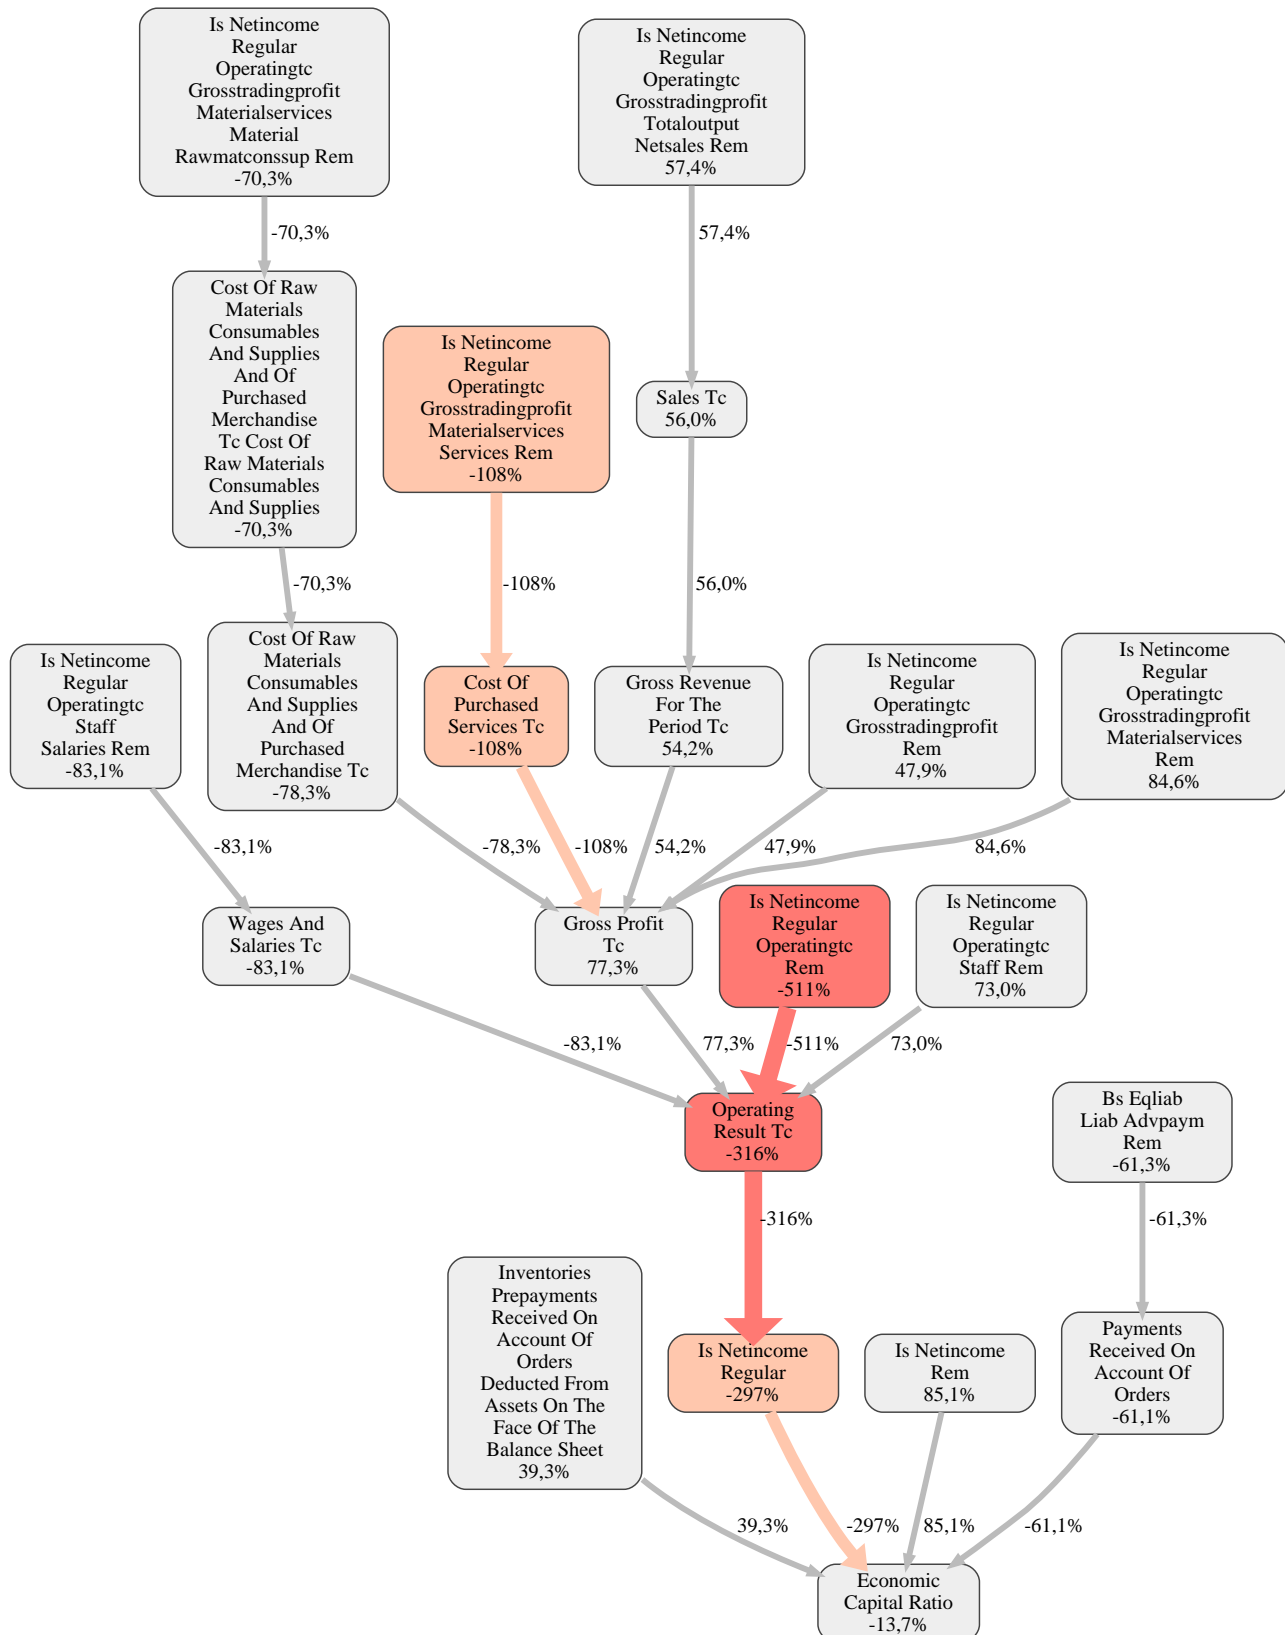 Is Netincome
Regular
Operatingtc
Grosstradingprofit
Materialservices
Material
Rawmatconssup Rem
-70,3%
Is Netincome
Regular
Operatingtc
Grosstradingprofit
Totaloutput
Netsales Rem
57,4%
-70,3%
57,4%
Cost Of Raw
Materials
Consumables
And Supplies
And Of
Purchased
Merchandise
Tc Cost Of
Raw Materials
Consumables
And Supplies
-70,3%
Is Netincome
Regular
Operatingtc
Grosstradingprofit
Materialservices
Services Rem
-108%
Sales Tc
56,0%
-70,3%
-108%
56,0%
Is Netincome
Regular
Operatingtc
Staff
Salaries Rem
-83,1%
Cost Of Raw
Materials
Consumables
And Supplies
And Of
Purchased
Merchandise Tc
-78,3%
Cost Of
Purchased
Services Tc
-108%
Gross Revenue
For The
Period Tc
54,2%
Is Netincome
Regular
Operatingtc
Grosstradingprofit
Rem
47,9%
Is Netincome
Regular
Operatingtc
Grosstradingprofit
Materialservices
Rem
84,6%
-83,1%
-78,3%
-108%
54,2%
47,9%
84,6%
Wages And
Salaries Tc
-83,1%
Gross Profit
Tc
77,3%
Is Netincome
Regular
Operatingtc
Rem
-511%
Is Netincome
Regular
Operatingtc
Staff Rem
73,0%
-83,1%
77,3%
-511%
73,0%
Operating
Result Tc
-316%
Bs Eqliab
Liab Advpaym
Rem
-61,3%
-316%
-61,3%
Inventories
Prepayments
Received On
Account Of
Orders
Deducted From
Assets On The
Face Of The
Balance Sheet
39,3%
Is Netincome
Regular
-297%
Is Netincome
Rem
85,1%
Payments
Received On
Account Of
Orders
-61,1%
39,3%
-297%
85,1%
-61,1%
Economic
Capital Ratio
-13,7%